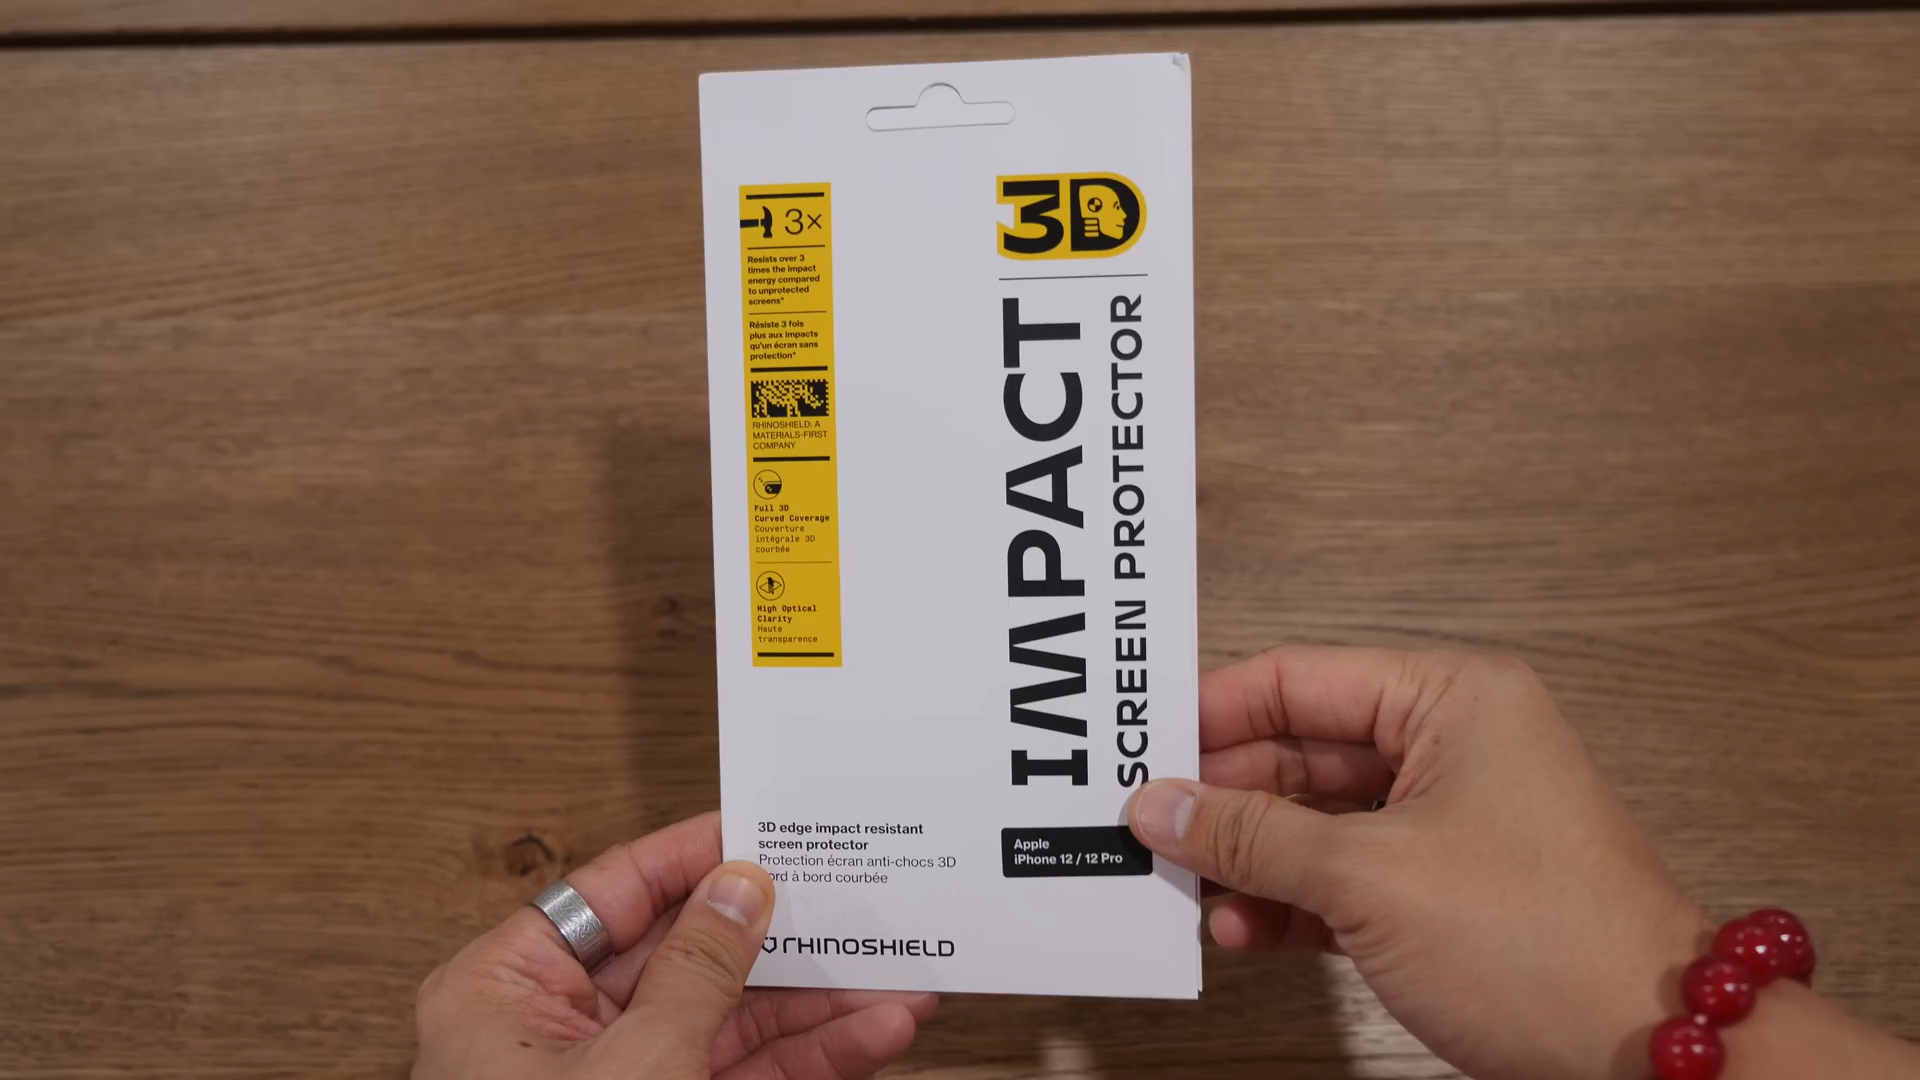 3×
Resists over 3
times the impact
energy compared
to unprotected
screens*
Résiste 3 fois
plus aux impacts
qu'un écran sans
protection*
RHINOSHIELD: A
MATERIALS-FIRST
COMPANY
Full 3D
Curved Coverage
Couverture
intégrale 3D
courbée
High Optical
Clarity
Haute
transparence
3D
IMPACT
SCREEN PROTECTOR
3D edge impact resistant
screen protector
Protection écran anti-chocs 3D
ord à bord courbée
Apple
iPhone 12 / 12 Pro
RHINOSHIELD